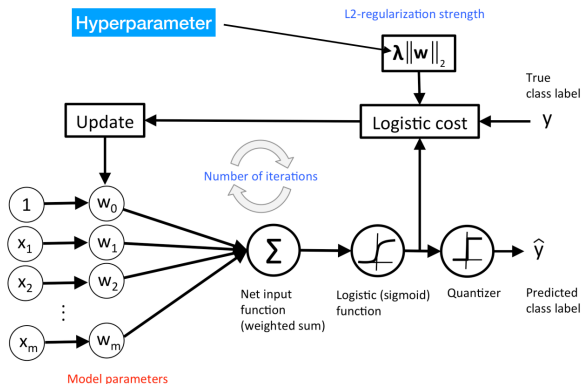 Hyperparameter
L2-regularization strength
λ||w||₂
True
class label
Update
Logistic cost
y
Number of iterations
1
w₀
x₁
w₁
x₂
w₂
⋮
xₘ
wₘ
Σ
ŷ
Net input
function
(weighted sum)
Logistic (sigmoid)
function
Quantizer
Predicted
class label
Model parameters